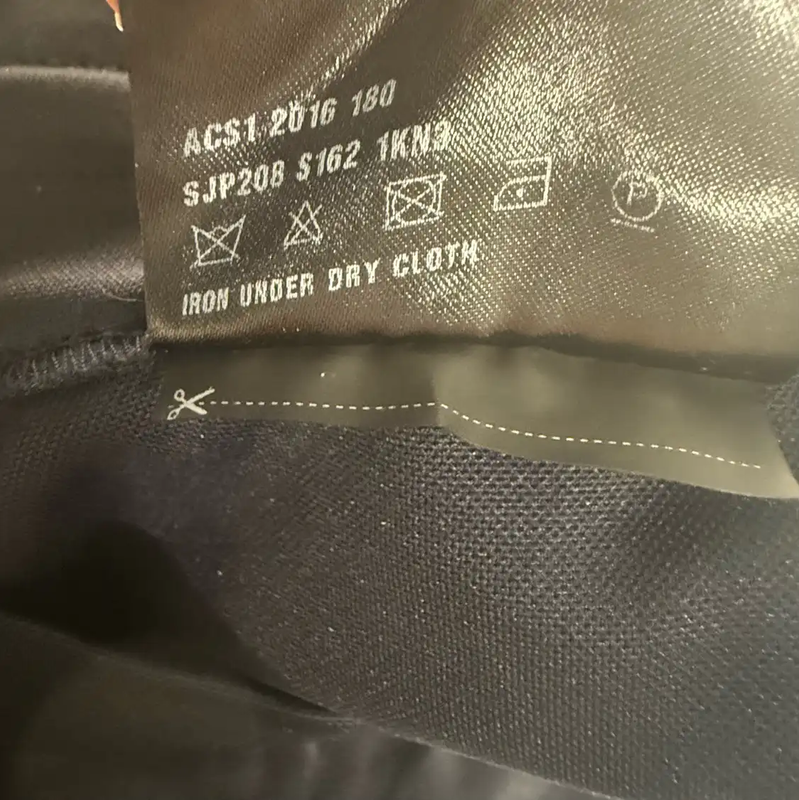 ACS1 2016 180
SJP208 S162 1KN3
P
IRON UNDER DRY CLOTH